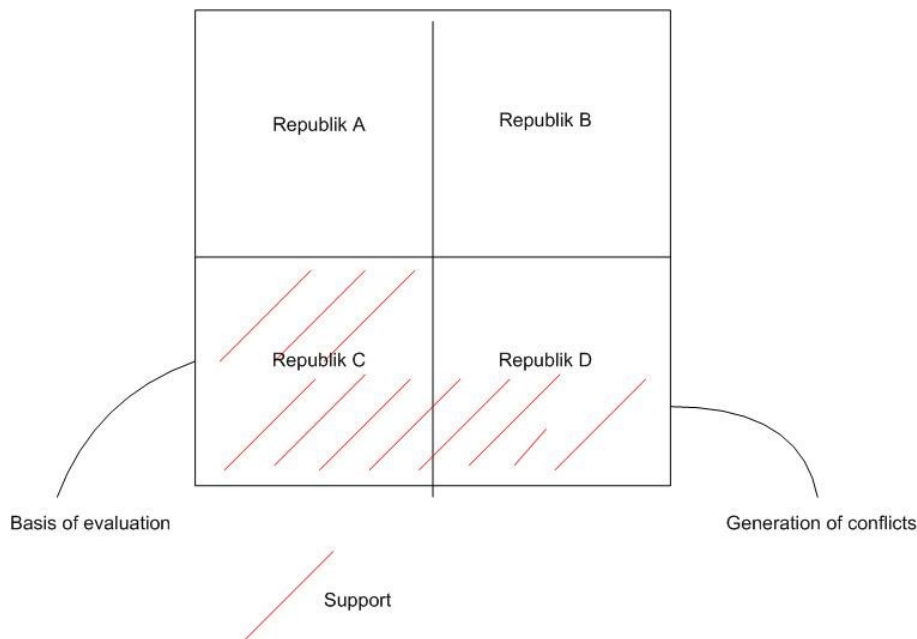 Republik A
Republik B
Republik C
Republik D
Basis of evaluation
Generation of conflicts
Support